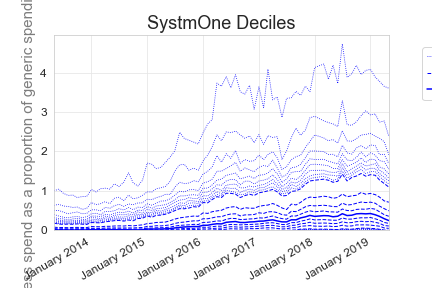 SystmOne Deciles
spend as a proportion of generic
4
3
2
1
0
January 2014
January 2015
January 2016
January 2017
January 2018
January 2019